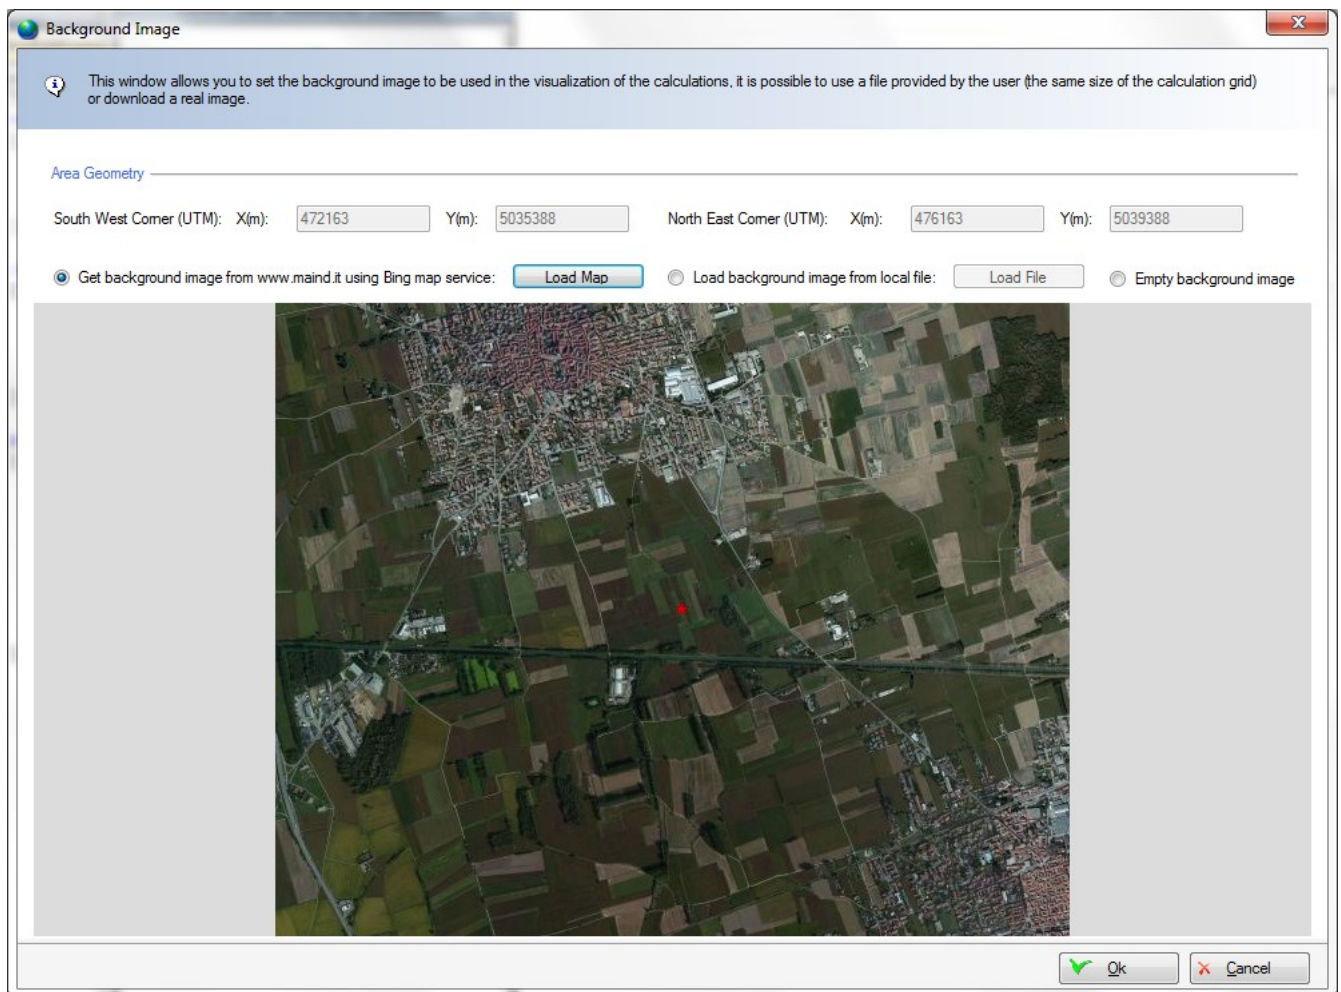 Background Image
This window allows you to set the background image to be used in the visualization of the calculations, it is possible to use a file provided by the user (the same size of the calculation grid)
or download a real image.
Area Geometry
South West Corner (UTM): X(m): 472163 Y(m): 5035388 North East Corner (UTM): X(m): 476163 Y(m): 5039388
Get background image from www.maind.it using Bing map service: Load Map Load background image from local file: Load File Empty background image
Ok Cancel